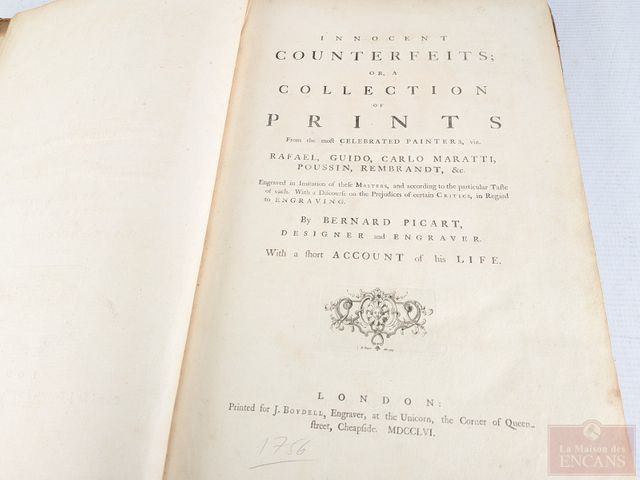 INNOCENT
COUNTERFEITS;
OR, A
COLLECTION
OF
PRINTS
From the most CELEBRATED PAINTERS, viz.
RAFAEL, GUIDO, CARLO MARATTI,
POUSSIN, REMBRANDT, &c.
Engraved in Imitation of theſe MASTERS, and according to the particular Taſte
of each. With a Diſcourſe on the Prejudices of certain CRITICS, in Regard
to ENGRAVING.
By BERNARD PICART,
DESIGNER and ENGRAVER.
With a ſhort ACCOUNT of his LIFE.
LONDON:
Printed for J. BOYDELL, Engraver, at the Unicorn, the Corner of Queen-
ſtreet, Cheapſide. MDCCLVI.
1756
La Maison des
ENCANS